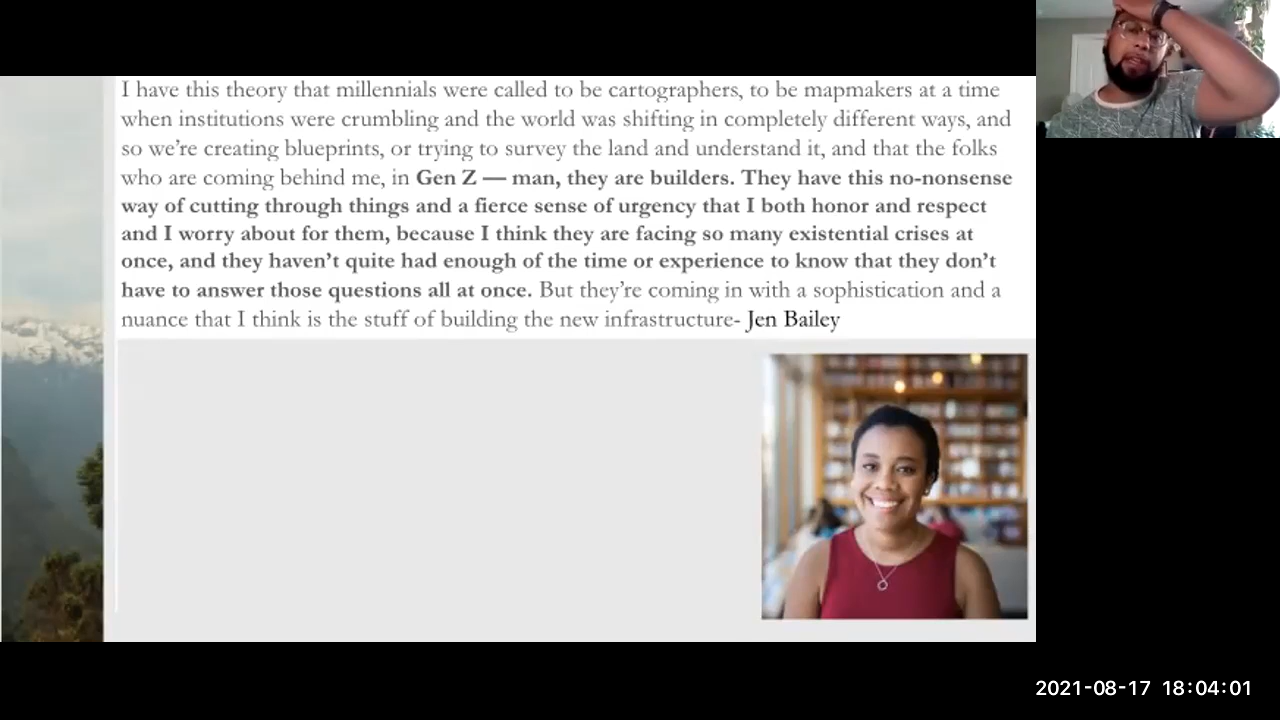 I have this theory that millennials were called to be cartographers, to be mapmakers at a time
when institutions were crumbling and the world was shifting in completely different ways, and
so we’re creating blueprints, or trying to survey the land and understand it, and that the folks
who are coming behind me, in Gen Z — man, they are builders. They have this no-nonsense
way of cutting through things and a fierce sense of urgency that I both honor and respect
and I worry about for them, because I think they are facing so many existential crises at
once, and they haven’t quite had enough of the time or experience to know that they don’t
have to answer those questions all at once. But they’re coming in with a sophistication and a
nuance that I think is the stuff of building the new infrastructure- Jen Bailey
2021-08-17 18:04:01